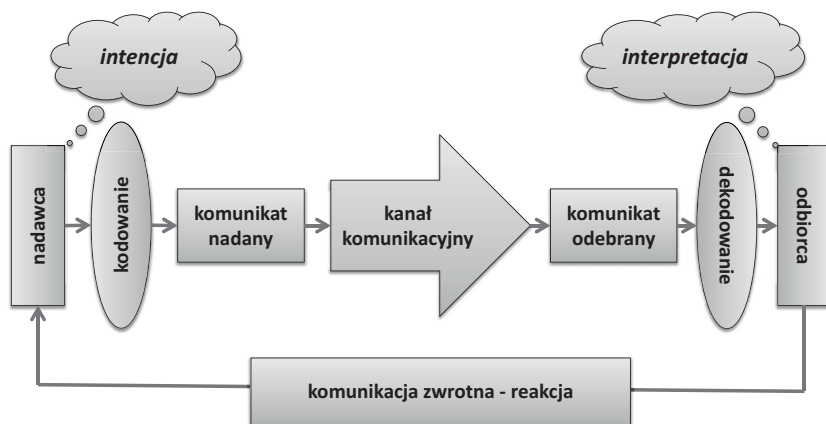 intencja
interpretacja
nadawca
kodowanie
komunikat
nadany
kanał
komunikacyjny
komunikat
odebrany
dekodowanie
odbiorca
komunikacja zwrotna - reakcja